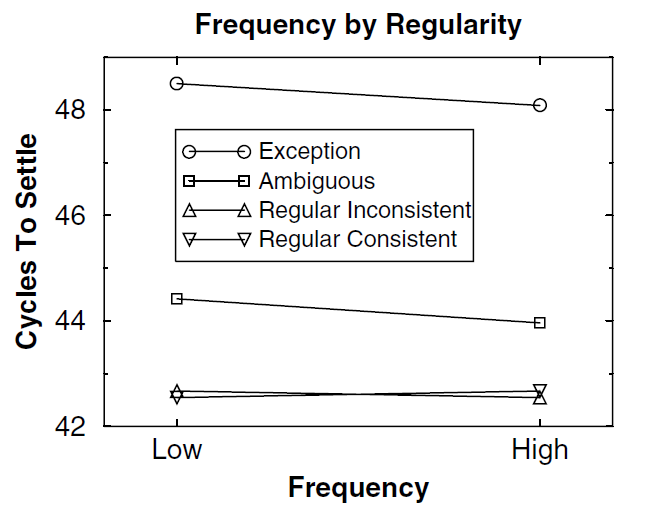 Frequency by Regularity
Cycles To Settle
48
46
44
42
Exception
Ambiguous
Regular Inconsistent
Regular Consistent
Low
High
Frequency